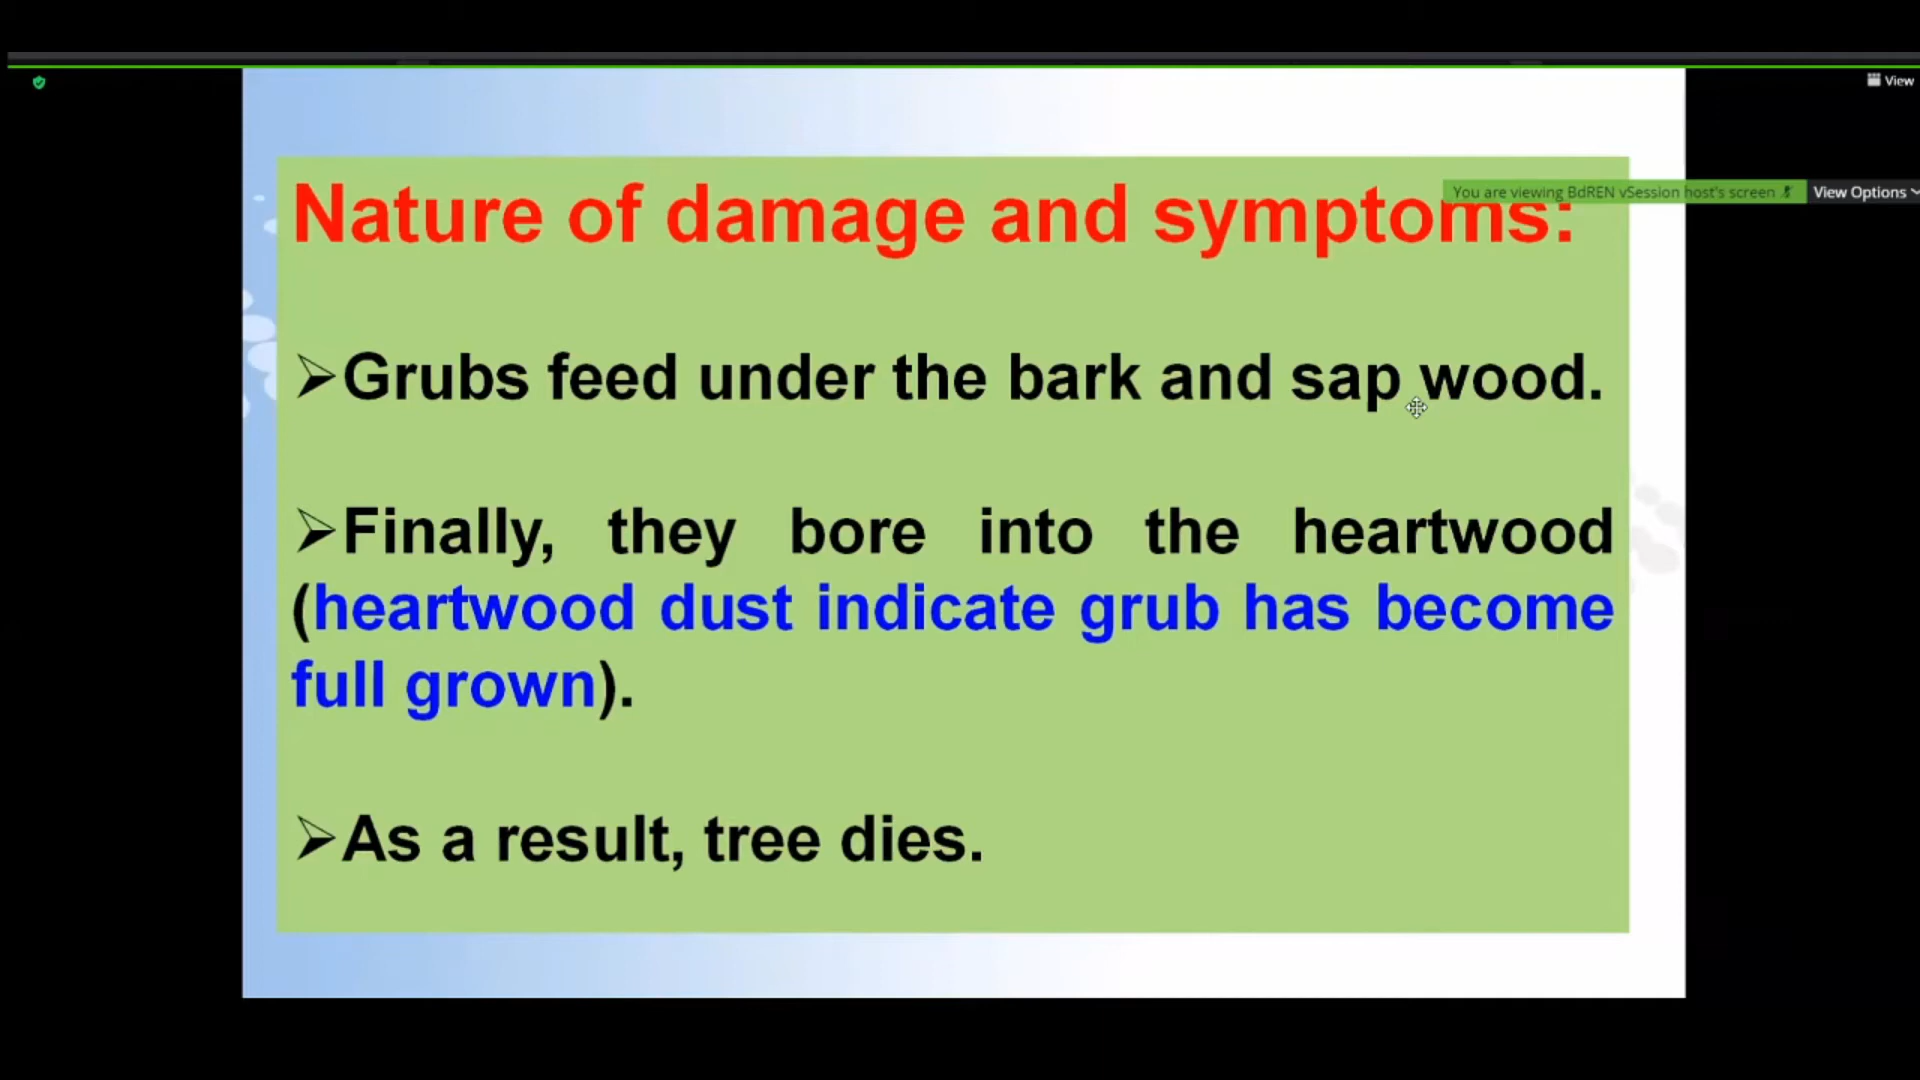 View
You are viewing BdREN vSession host's screen
View Options
Nature of damage and symptoms:
➢Grubs feed under the bark and sap wood.
➢Finally, they bore into the heartwood
(heartwood dust indicate grub has become
full grown).
➢As a result, tree dies.